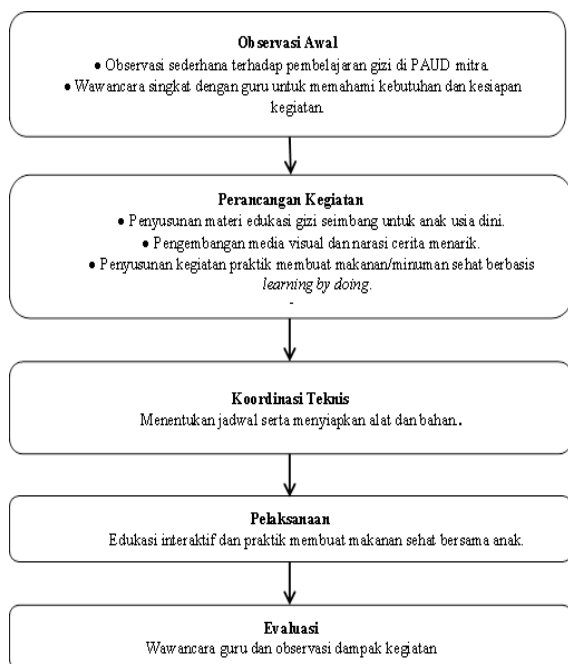 Observasi Awal
● Observasi sederhana terhadap pembelajaran gizi di PAUD mitra
● Wawancara singkat dengan guru untuk memahami kebutuhan dan kesiapan
kegiatan
Perancangan Kegiatan
● Penyusunan materi edukasi gizi seimbang untuk anak usia dini.
● Pengembangan media visual dan narasi cerita menarik.
● Penyusunan kegiatan praktik membuat makanan/minuman sehat berbasis
learning by doing.
-
Koordinasi Teknis
Menentukan jadwal serta menyiapkan alat dan bahan.
Pelaksanaan
Edukasi interaktif dan praktik membuat makanan sehat bersama anak.
Evaluasi
Wawancara guru dan observasi dampak kegiatan